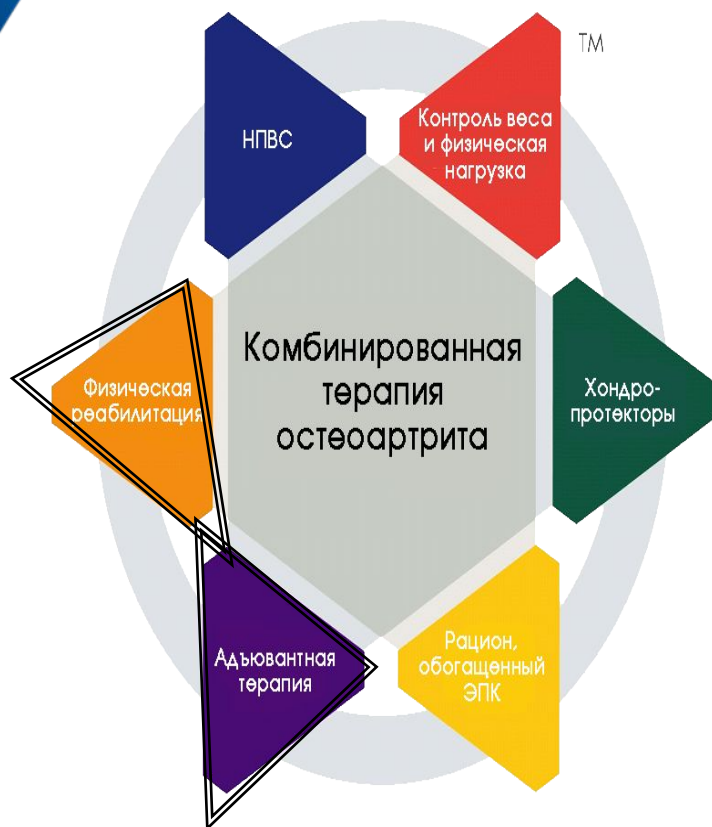 TM
НПВС
Контроль веса
и физическая
нагрузка
Комбинированная
терапия
остеоартрита
Физическая
реабилитация
Хондро-
протекторы
Адъювантная
терапия
Рацион,
обогащенный
ЭПК